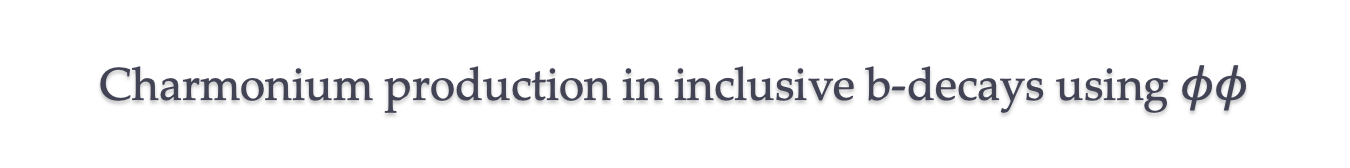 Charmonium production in inclusive b-decays using ϕϕ